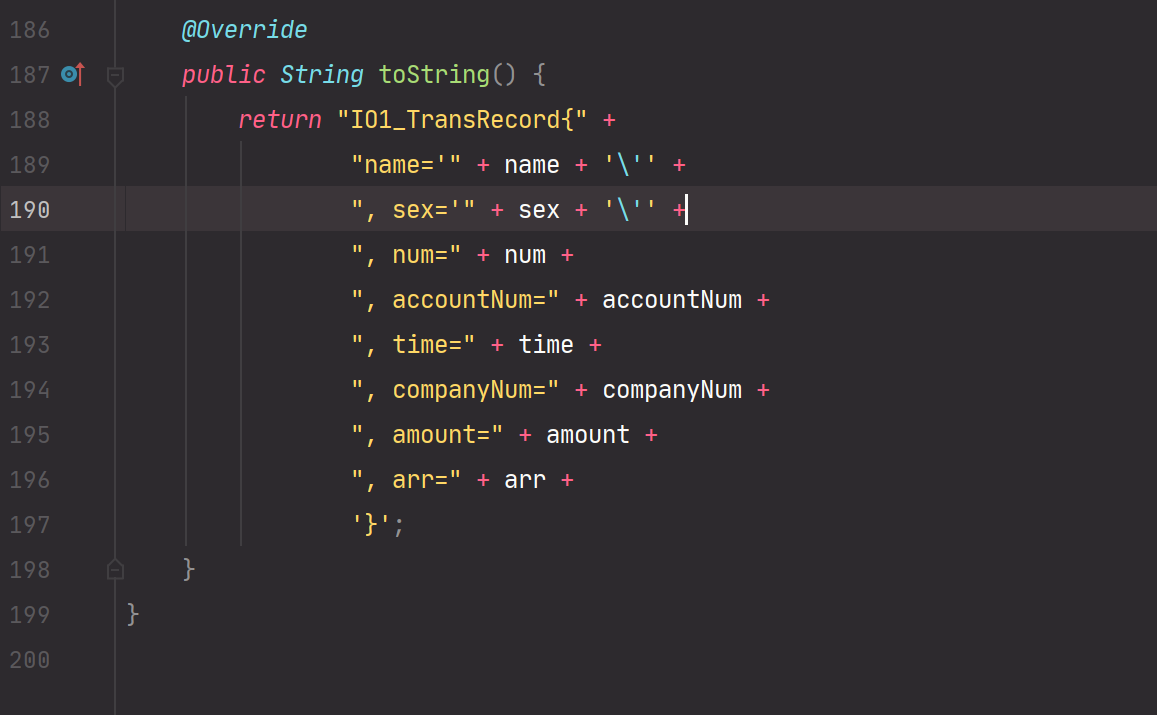 186 @Override
187 public String toString() {
188 return "IO1_TransRecord{" +
189 "name='" + name + '\'' +
190 ", sex='" + sex + '\'' +
191 ", num=" + num +
192 ", accountNum=" + accountNum +
193 ", time=" + time +
194 ", companyNum=" + companyNum +
195 ", amount=" + amount +
196 ", arr=" + arr +
197 '}';
198 }
199 }
200